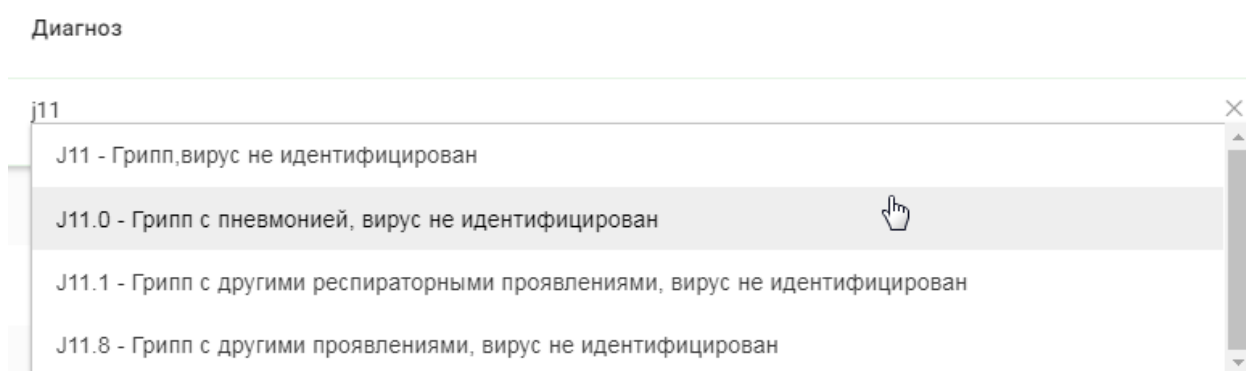 Диагноз
j11
J11 - Грипп,вирус не идентифицирован
J11.0 - Грипп с пневмонией, вирус не идентифицирован
J11.1 - Грипп с другими респираторными проявлениями, вирус не идентифицирован
J11.8 - Грипп с другими проявлениями, вирус не идентифицирован